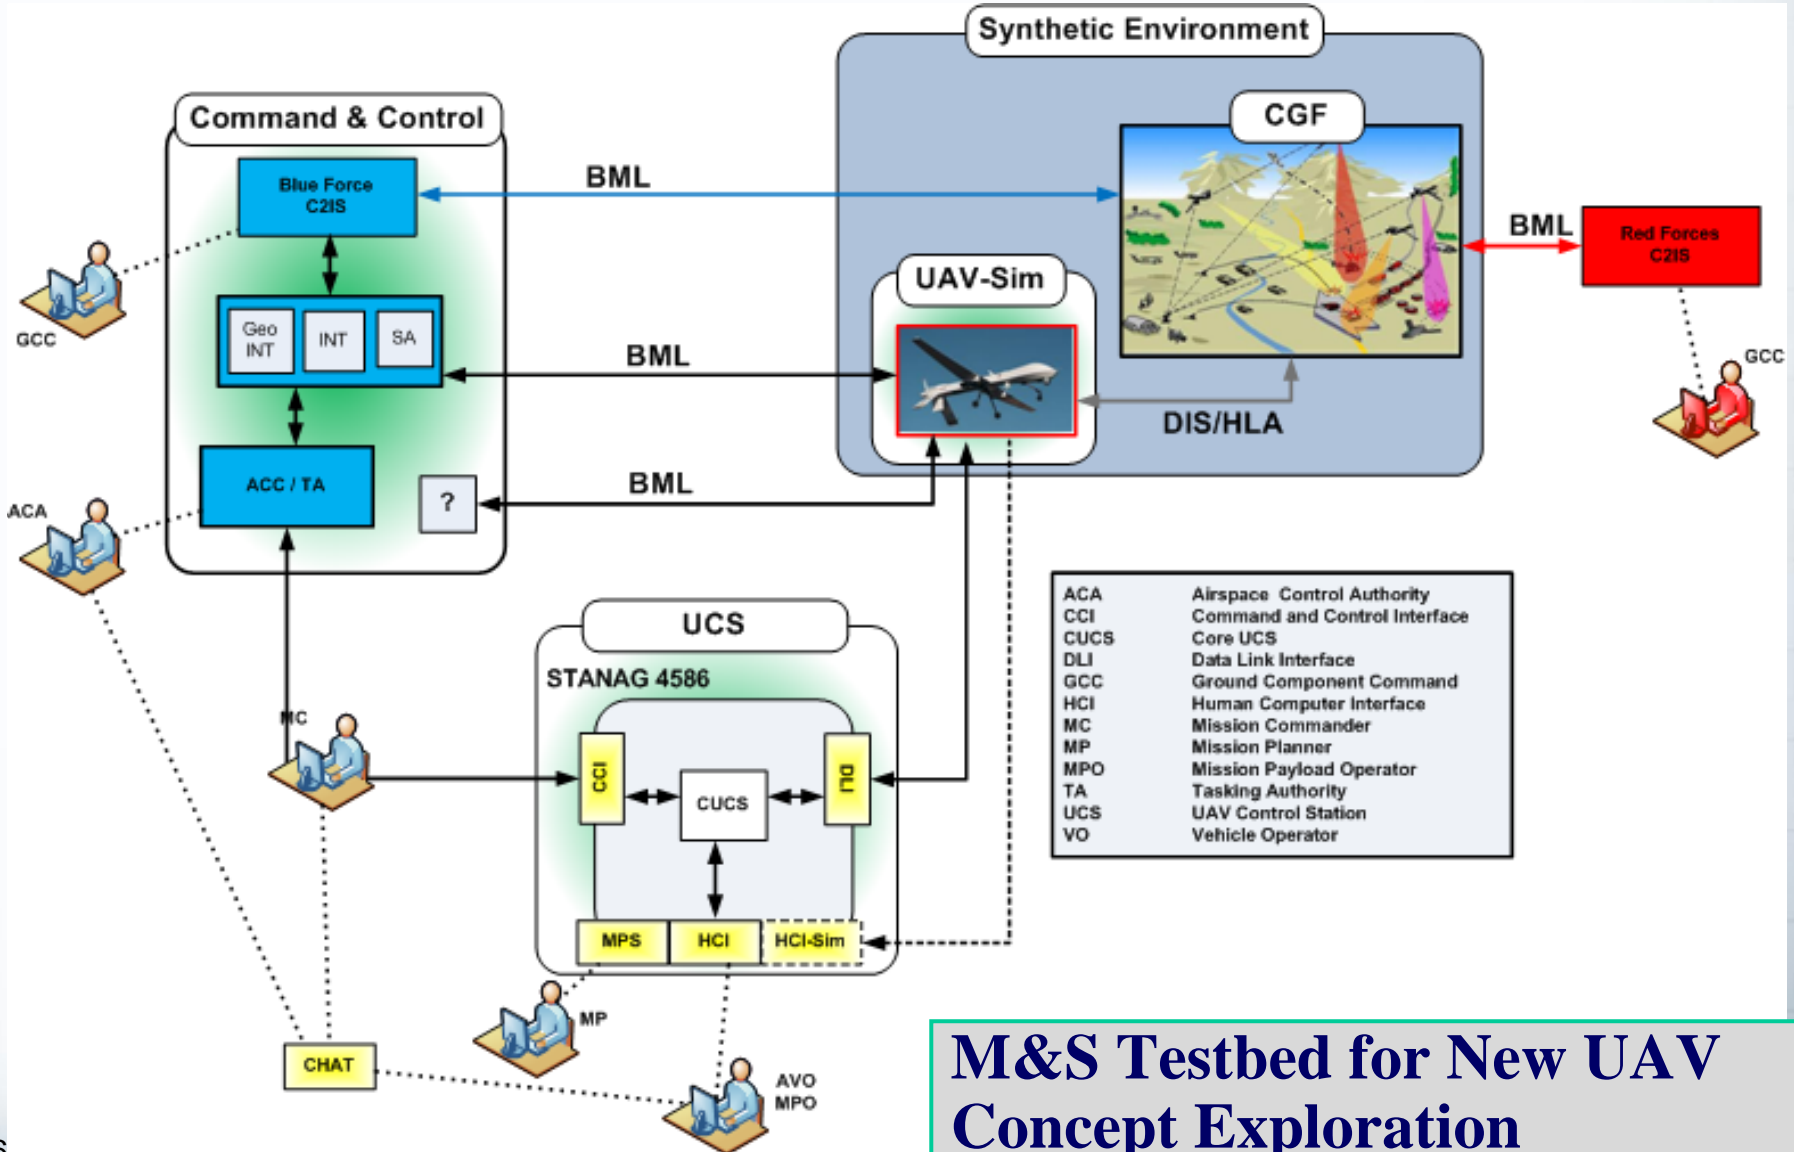 Synthetic Environment
Command & Control
CGF
Blue Force
C2IS
BML
BML
Red Forces
C2IS
UAV-Sim
Geo
INT
INT
SA
GCC
BML
GCC
DIS/HLA
ACC / TA
?
BML
ACA
UCS
STANAG 4586
MC
CCI
CUCS
DLI
MPS
HCI
HCI-Sim
MP
CHAT
AVO
MPO
ACA Airspace Control Authority
CCI Command and Control Interface
CUCS Core UCS
DLI Data Link Interface
GCC Ground Component Command
HCI Human Computer Interface
MC Mission Commander
MP Mission Planner
MPO Mission Payload Operator
TA Tasking Authority
UCS UAV Control Station
VO Vehicle Operator
M&S Testbed for New UAV
Concept Exploration
s